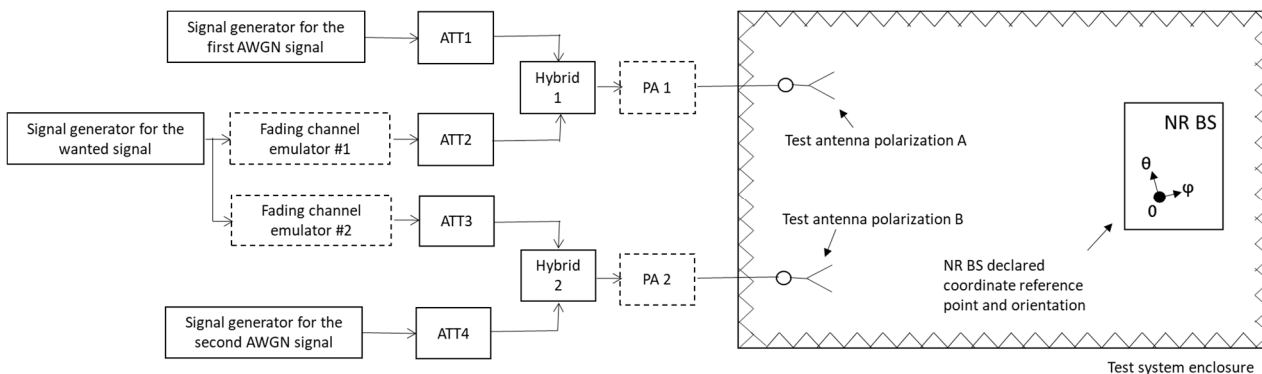 Signal generator for the
first AWGN signal
ATT1
Hybrid
1
PA 1
Signal generator for the
wanted signal
Fading channel
emulator #1
ATT2
Fading channel
emulator #2
ATT3
Hybrid
2
PA 2
Signal generator for the
second AWGN signal
ATT4
Test antenna polarization A
Test antenna polarization B
NR BS
θ
φ
0
NR BS declared
coordinate reference
point and orientation
Test system enclosure